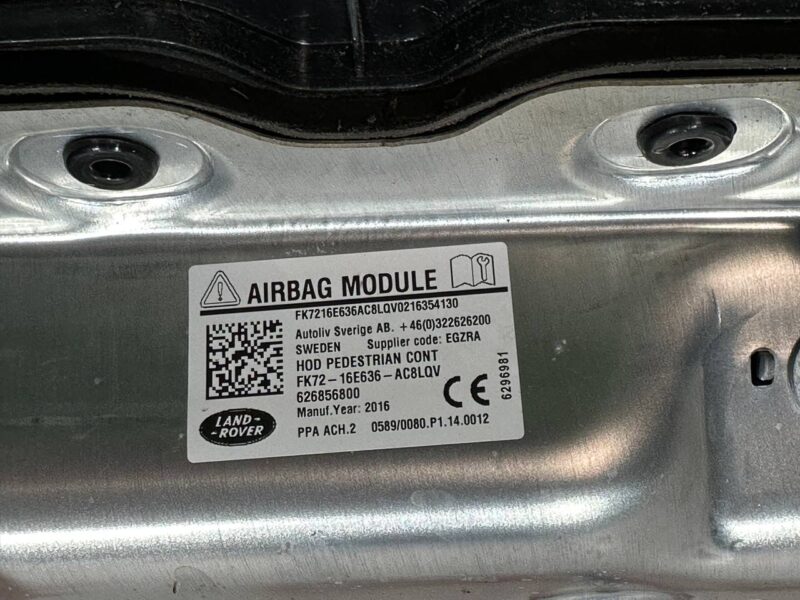 AIRBAG MODULE
FK7216E636AC8LQV0216354130
Autoliv Sverige AB. +46(0)322626200
SWEDEN Supplier code: EGZRA
HOD PEDESTRIAN CONT
FK72-16E636-AC8LQV
626856800
Manuf.Year: 2016
PPA ACH.2 0589/0080.P1.14.0012
CE
6296981
LAND-
-ROVER